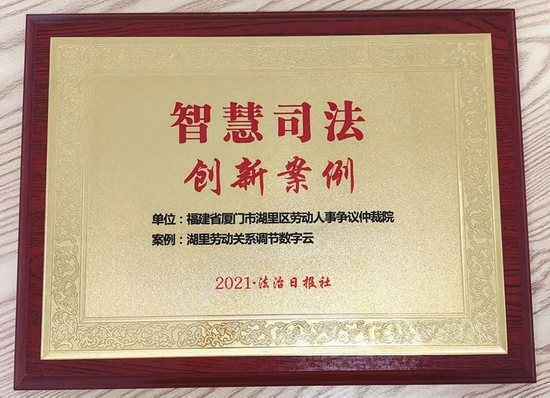 智慧司法
创新案例
单位：福建省厦门市湖里区劳动人事争议仲裁院
案例：湖里劳动关系调节数字云
2021·法治日报社